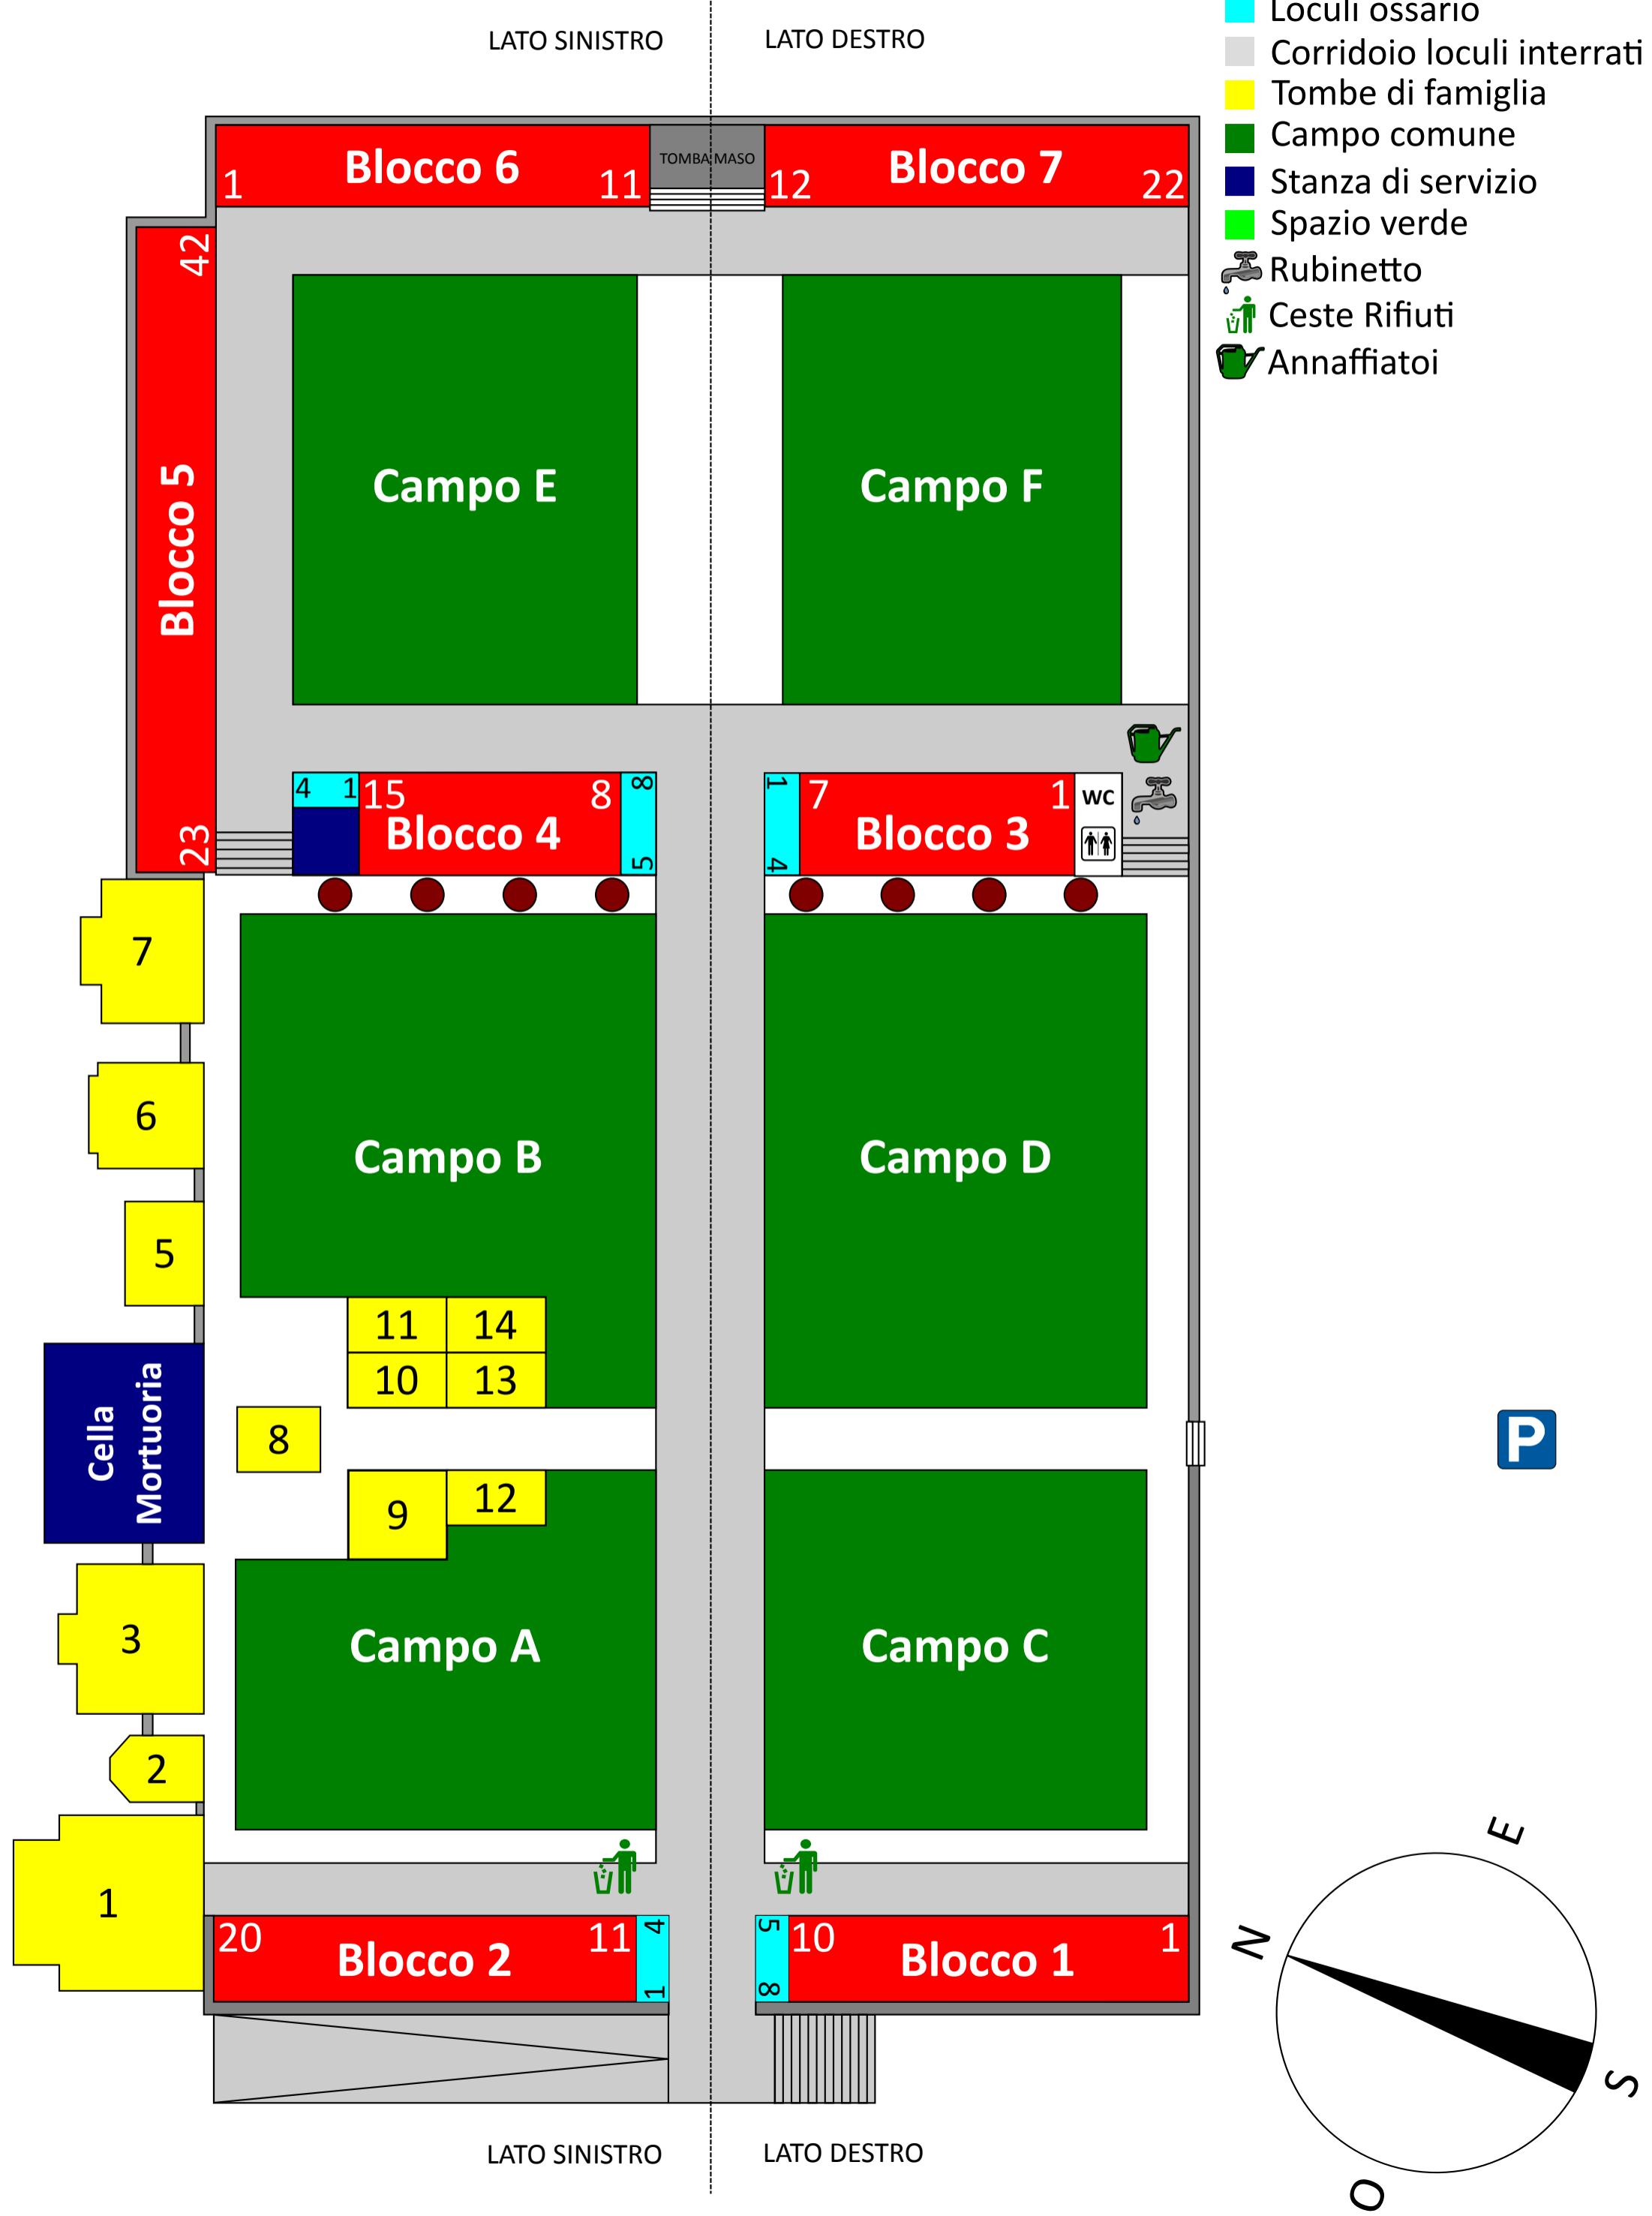 Loculi ossario
LATO SINISTRO
LATO DESTRO
Corridoio loculi interrati
Tombe di famiglia
Campo comune
Stanza di servizio
Spazio verde
Rubinetto
Ceste Rifiuti
Annaffiatoi
1 Blocco 6 11
TOMBA MASO
12 Blocco 7 22
42
Blocco 5
23
Campo E
Campo F
4 1
15 Blocco 4 8
8
5
1
4
7 Blocco 3 1
WC
7
6
5
Campo B
Campo D
11 14
10 13
Cella
Mortuoria
8
P
9
12
3
Campo A
Campo C
2
1
20 Blocco 2 11
4
1
5
8
10 Blocco 1 1
E
N
S
O
LATO SINISTRO
LATO DESTRO